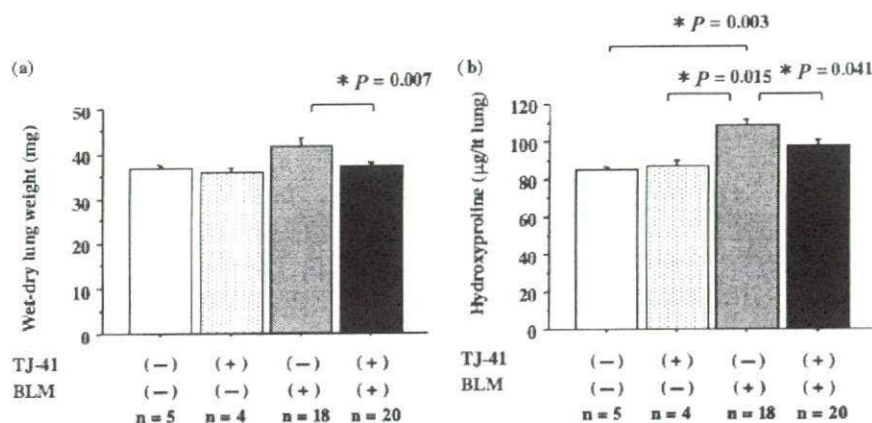 (a)
* P = 0.007
Wet-dry lung weight (mg)
50
40
30
20
10
0
TJ-41 (−) (+) (−) (+)
BLM (−) (−) (+) (+)
n = 5 n = 4 n = 18 n = 20
* P = 0.003
(b)
* P = 0.015 * P = 0.041
Hydroxyproline (μg/lt lung)
120
100
80
60
40
20
0
TJ-41 (−) (+) (−) (+)
BLM (−) (−) (+) (+)
n = 5 n = 4 n = 18 n = 20